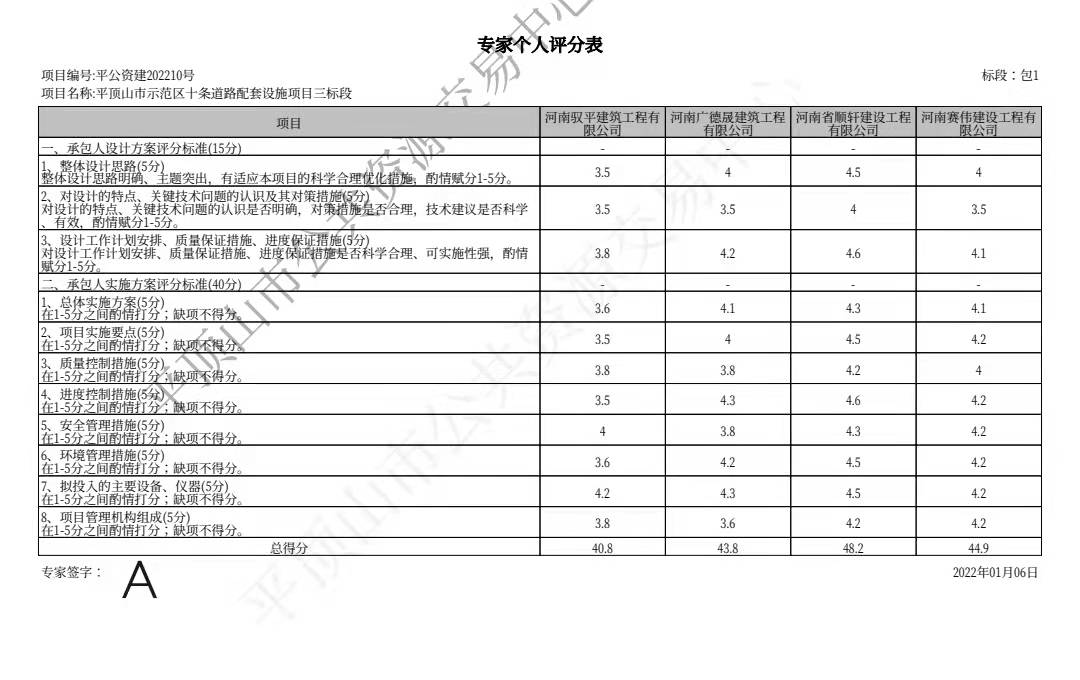 专家个人评分表
项目编号:平公资建202210号 标段：包1
项目名称:平顶山市示范区十条道路配套设施项目三标段
项目 河南驭平建筑工程有限公司 河南广德晟建筑工程有限公司 河南省顺轩建设工程有限公司 河南赛伟建设工程有限公司
一、承包人设计方案评分标准(15分) - - - -
1、整体设计思路(5分)
整体设计思路明确、主题突出，有适应本项目的科学合理优化措施；酌情赋分1-5分。 3.5 4 4.5 4
2、对设计的特点、关键技术问题的认识及其对策措施(5分)
对设计的特点、关键技术问题的认识是否明确，对策措施是否合理，技术建议是否科学
、有效，酌情赋分1-5分。 3.5 3.5 4 3.5
3、设计工作计划安排、质量保证措施、进度保证措施(5分)
对设计工作计划安排、质量保证措施、进度保证措施是否科学合理、可实施性强，酌情
赋分1-5分。 3.8 4.2 4.6 4.1
二、承包人实施方案评分标准(40分) - - - -
1、总体实施方案(5分)
在1-5分之间酌情打分；缺项不得分。 3.6 4.1 4.3 4.1
2、项目实施要点(5分)
在1-5分之间酌情打分；缺项不得分。 3.5 4 4.5 4.2
3、质量控制措施(5分)
在1-5分之间酌情打分；缺项不得分。 3.8 3.8 4.2 4
4、进度控制措施(5分)
在1-5分之间酌情打分；缺项不得分。 3.5 4.3 4.6 4.2
5、安全管理措施(5分)
在1-5分之间酌情打分；缺项不得分。 4 3.8 4.3 4.2
6、环境管理措施(5分)
在1-5分之间酌情打分；缺项不得分。 3.6 4.2 4.5 4.2
7、拟投入的主要设备、仪器(5分)
在1-5分之间酌情打分；缺项不得分。 4.2 4.3 4.5 4.2
8、项目管理机构组成(5分)
在1-5分之间酌情打分；缺项不得分。 3.8 3.6 4.2 4.2
总得分 40.8 43.8 48.2 44.9
专家签字： A 2022年01月06日
平顶山市公共资源交易中心
平顶山市公共资源交易中心